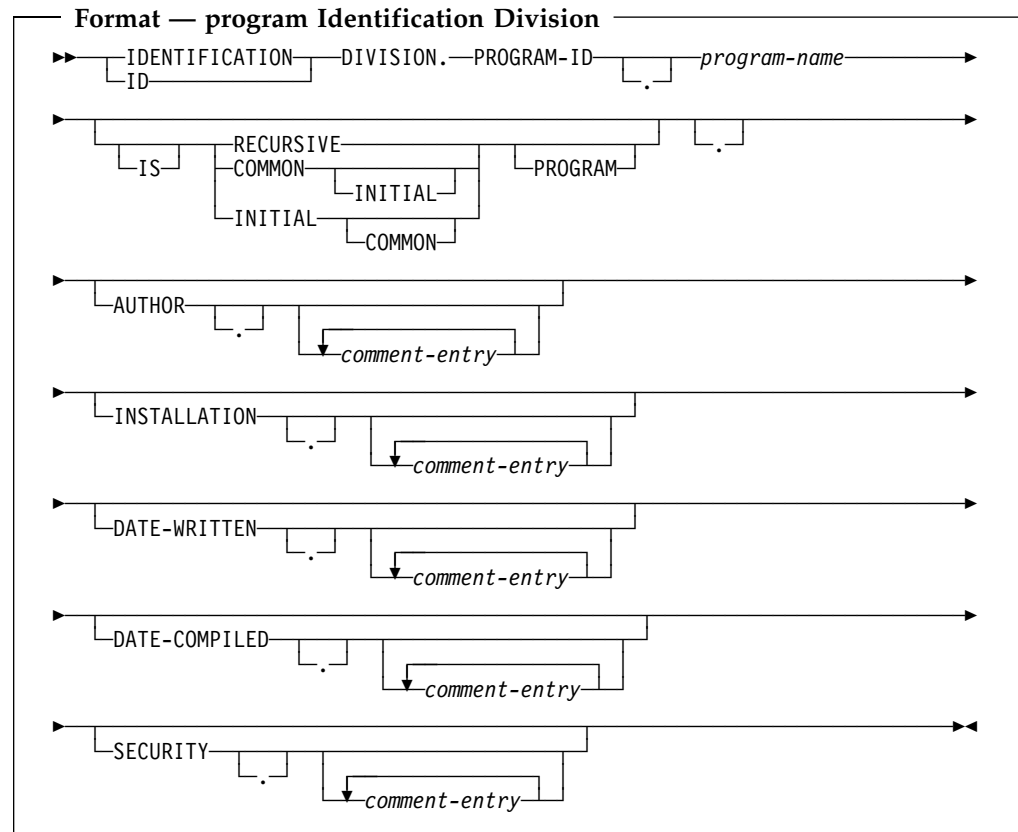 Format — program Identification Division
IDENTIFICATION DIVISION. PROGRAM-ID . program-name
ID
IS RECURSIVE PROGRAM .
COMMON INITIAL
INITIAL COMMON
AUTHOR . comment-entry
INSTALLATION . comment-entry
DATE-WRITTEN . comment-entry
DATE-COMPILED . comment-entry
SECURITY . comment-entry